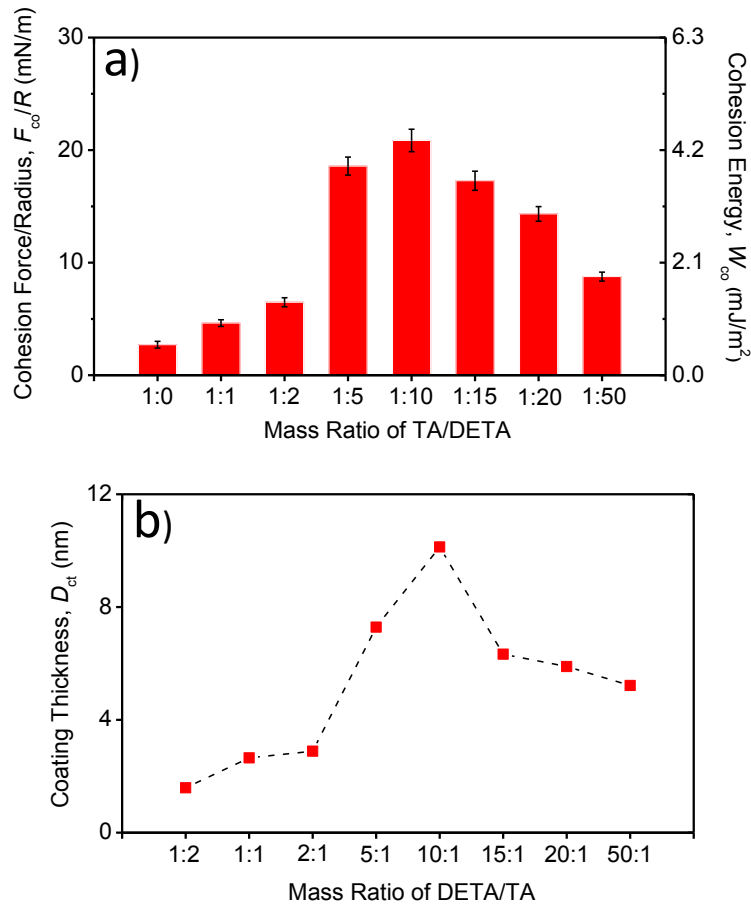 a)
Cohesion Force/Radius, F_co/R (mN/m)
30
20
10
0
6.3
4.2
2.1
0.0
Cohesion Energy, W_co (mJ/m²)
1:0 1:1 1:2 1:5 1:10 1:15 1:20 1:50
Mass Ratio of TA/DETA
b)
Coating Thickness, D_ct (nm)
12
8
4
0
1:2 1:1 2:1 5:1 10:1 15:1 20:1 50:1
Mass Ratio of DETA/TA